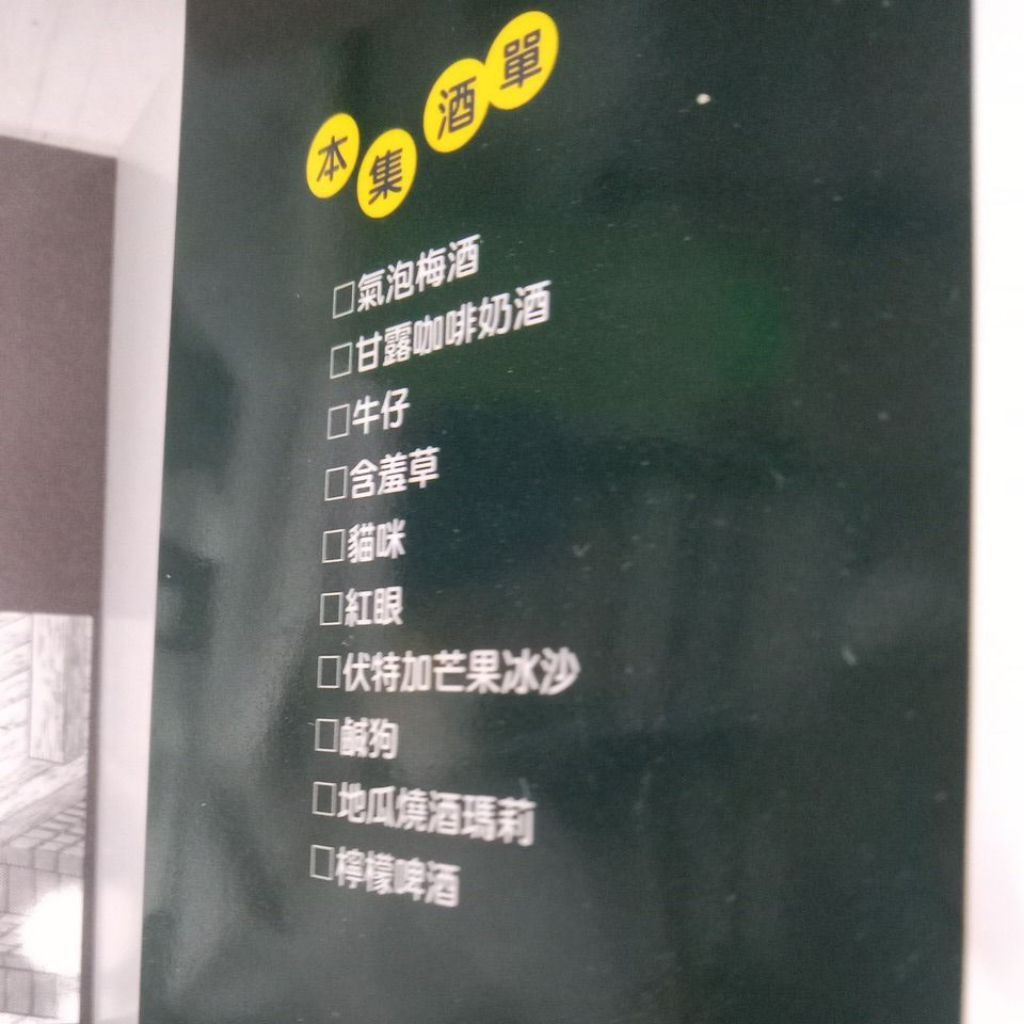 本集酒單
□氣泡梅酒
□甘露咖啡奶酒
□牛仔
□含羞草
□貓咪
□紅眼
□伏特加芒果冰沙
□鹹狗
□地瓜燒酒瑪莉
□檸檬啤酒